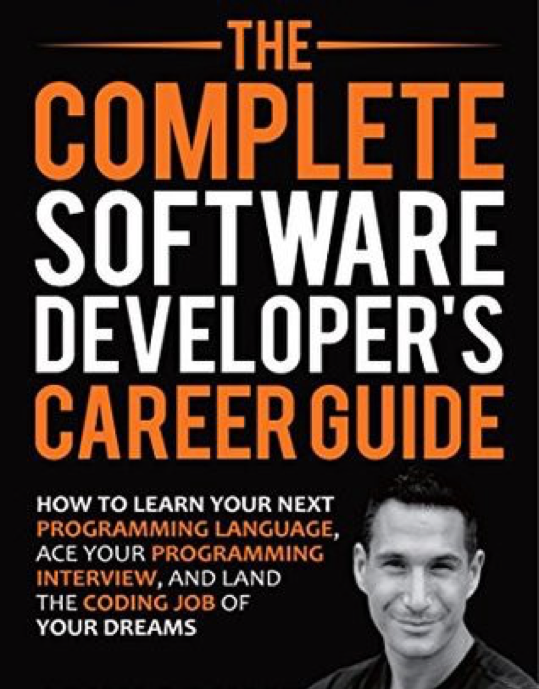 THE
COMPLETE
SOFTWARE
DEVELOPER'S
CAREER GUIDE
HOW TO LEARN YOUR NEXT
PROGRAMMING LANGUAGE,
ACE YOUR PROGRAMMING
INTERVIEW, AND LAND
THE CODING JOB OF
YOUR DREAMS